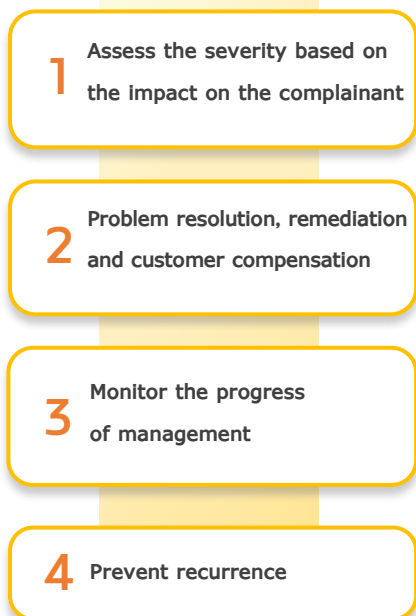 1
Assess the severity based on
the impact on the complainant
2
Problem resolution, remediation
and customer compensation
3
Monitor the progress
of management
4
Prevent recurrence